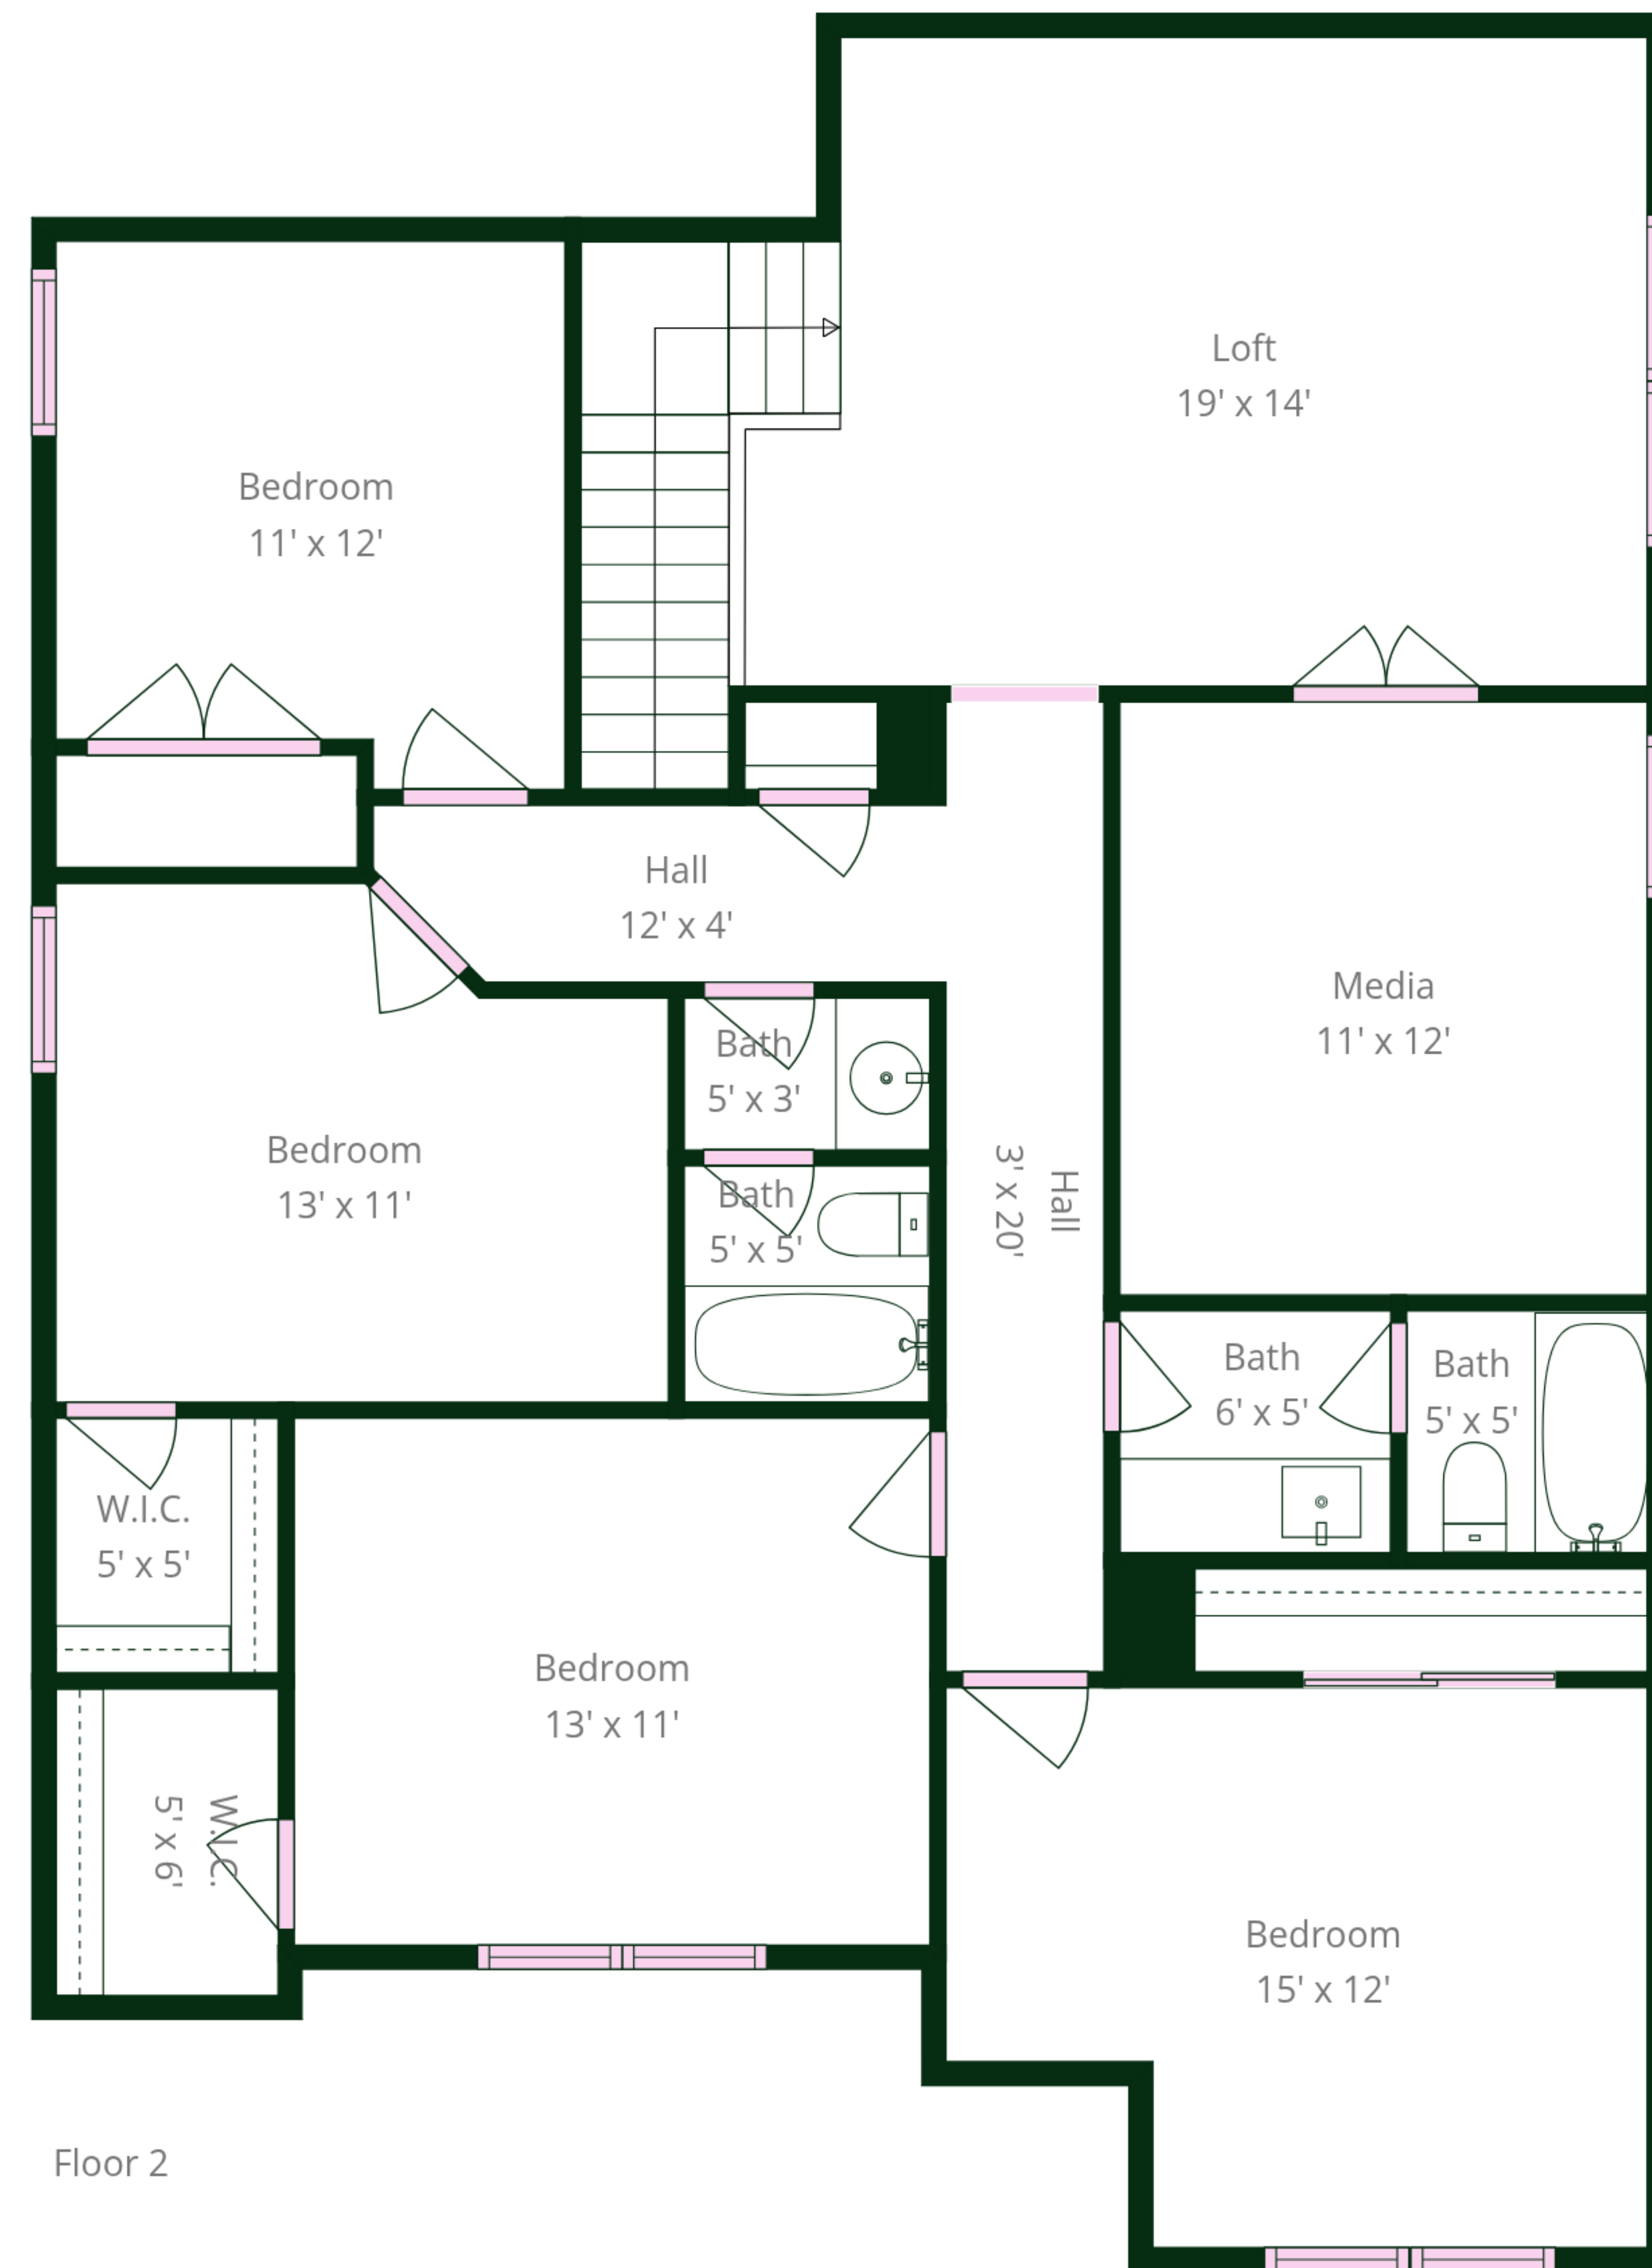 Loft
19' x 14'
Bedroom
11' x 12'
Hall
12' x 4'
Media
11' x 12'
Bath
5' x 3'
Bedroom
13' x 11'
Hall
3' x 20'
Bath
5' x 5'
Bath
6' x 5'
Bath
5' x 5'
W.I.C.
5' x 5'
Bedroom
13' x 11'
W.I.C.
5' x 6'
Bedroom
15' x 12'
Floor 2